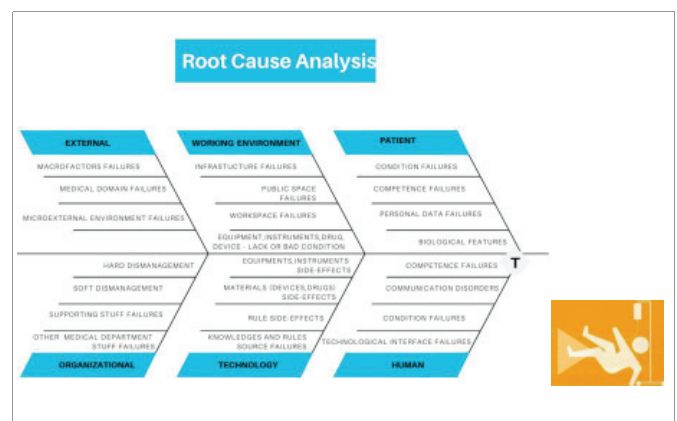 Root Cause Analysis
EXTERNAL
MACROFACTORS FAILURES
MEDICAL DOMAIN FAILURES
MICROEXTERNAL ENVIRONMENT FAILURES
WORKING ENVIRONMENT
INFRASTUCTURE FAILURES
PUBLIC SPACE
FAILURES
WORKSPACE FAILURES
EQUIPMENT,INSTRUMENTS,DRUG,
DEVICE - LACK OR BAD CONDITION
PATIENT
CONDITION FAILURES
COMPETENCE FAILURES
PERSONAL DATA FAILURES
BIOLOGICAL FEATURES
T
HARD DISMANAGEMENT
SOFT DISMANAGEMENT
SUPPORTING STUFF FAILURES
OTHER MEDICAL DEPARTMENT
STUFF FAILURES
ORGANIZATIONAL
EQUIPMENTS,INSTRUMENTS
SIDE-EFFECTS
MATERIALS (DEVICES,DRUGS)
SIDE-EFFECTS
RULE SIDE-EFFECTS
KNOWLEDGES AND RULES
SOURCE FAILURES
TECHNOLOGY
COMPETENCE FAILURES
COMMUNICATION DISORDERS
CONDITION FAILURES
TECHNOLOGICAL INTERFACE FAILURES
HUMAN